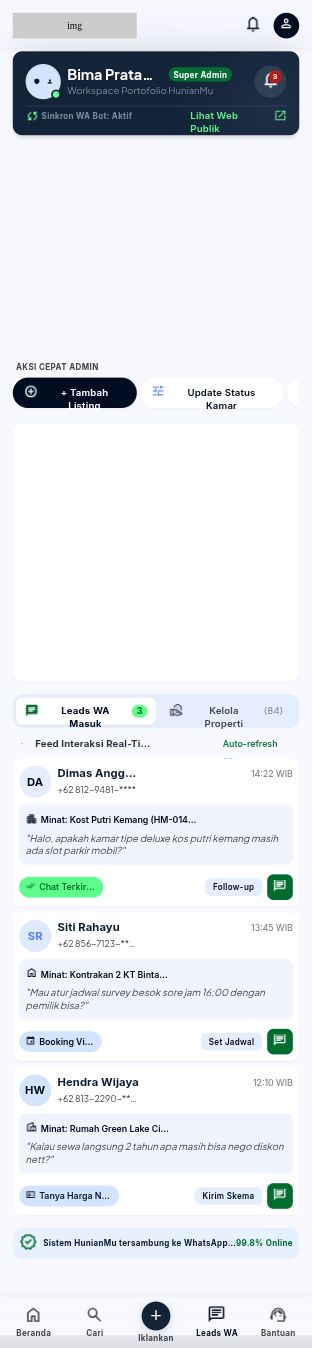 img
Bima Prata...
Super Admin
3
Workspace Portofolio HunianMu
Sinkron WA Bot: Aktif
Lihat Web
Publik
AKSI CEPAT ADMIN
+ Tambah
Listing
Update Status
Kamar
Leads WA
Masuk
3
Kelola
Properti
(84)
Feed Interaksi Real-Ti...
Auto-refresh
DA
Dimas Angg...
14:22 WIB
+62 812-9481-****
Minat: Kost Putri Kemang (HM-014...
"Halo, apakah kamar tipe deluxe kos putri kemang masih
ada slot parkir mobil?"
Chat Terkir...
Follow-up
SR
Siti Rahayu
13:45 WIB
+62 856-7123-**...
Minat: Kontrakan 2 KT Binta...
"Mau atur jadwal survey besok sore jam 16:00 dengan
pemilik bisa?"
Booking Vi...
Set Jadwal
HW
Hendra Wijaya
12:10 WIB
+62 813-2290-**...
Minat: Rumah Green Lake Ci...
"Kalau sewa langsung 2 tahun apa masih bisa nego diskon
nett?"
Tanya Harga N...
Kirim Skema
Sistem HunianMu tersambung ke WhatsApp...
99.8% Online
Beranda
Cari
Iklankan
Leads WA
Bantuan